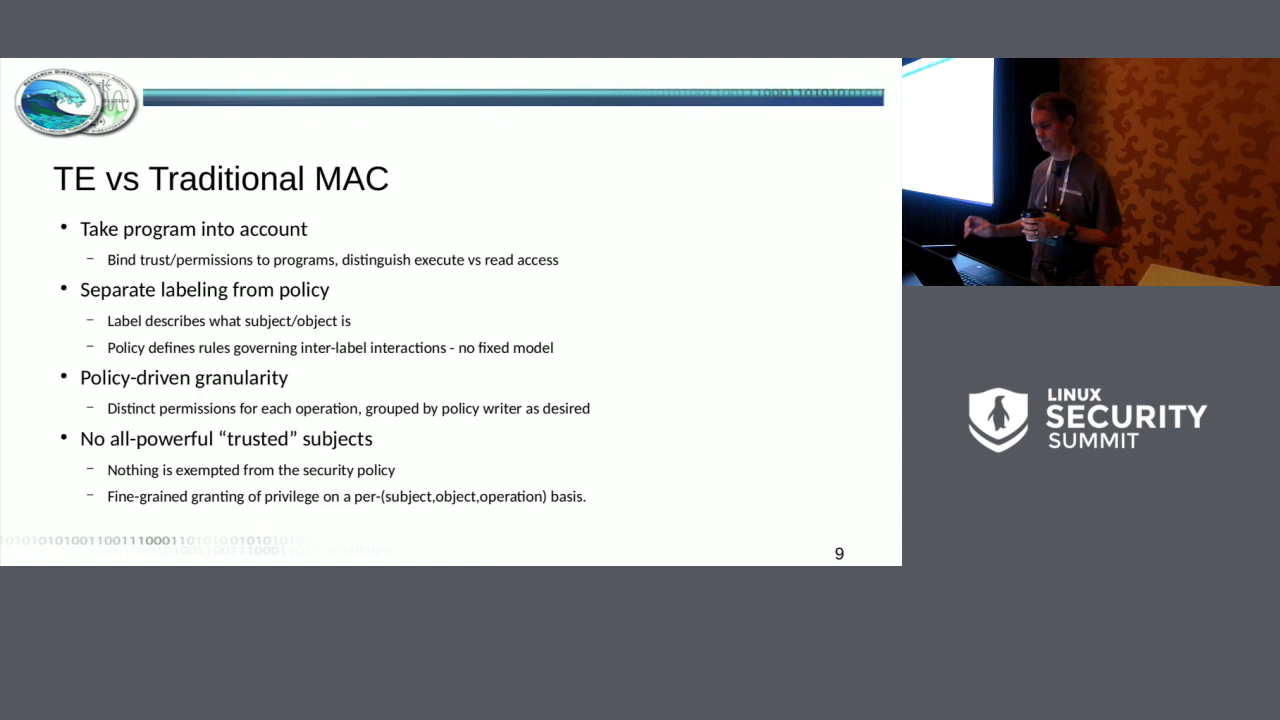 TE vs Traditional MAC
• Take program into account
– Bind trust/permissions to programs, distinguish execute vs read access
• Separate labeling from policy
– Label describes what subject/object is
– Policy defines rules governing inter-label interactions - no fixed model
• Policy-driven granularity
– Distinct permissions for each operation, grouped by policy writer as desired
• No all-powerful “trusted” subjects
– Nothing is exempted from the security policy
– Fine-grained granting of privilege on a per-(subject,object,operation) basis.
9
LINUX
SECURITY
SUMMIT